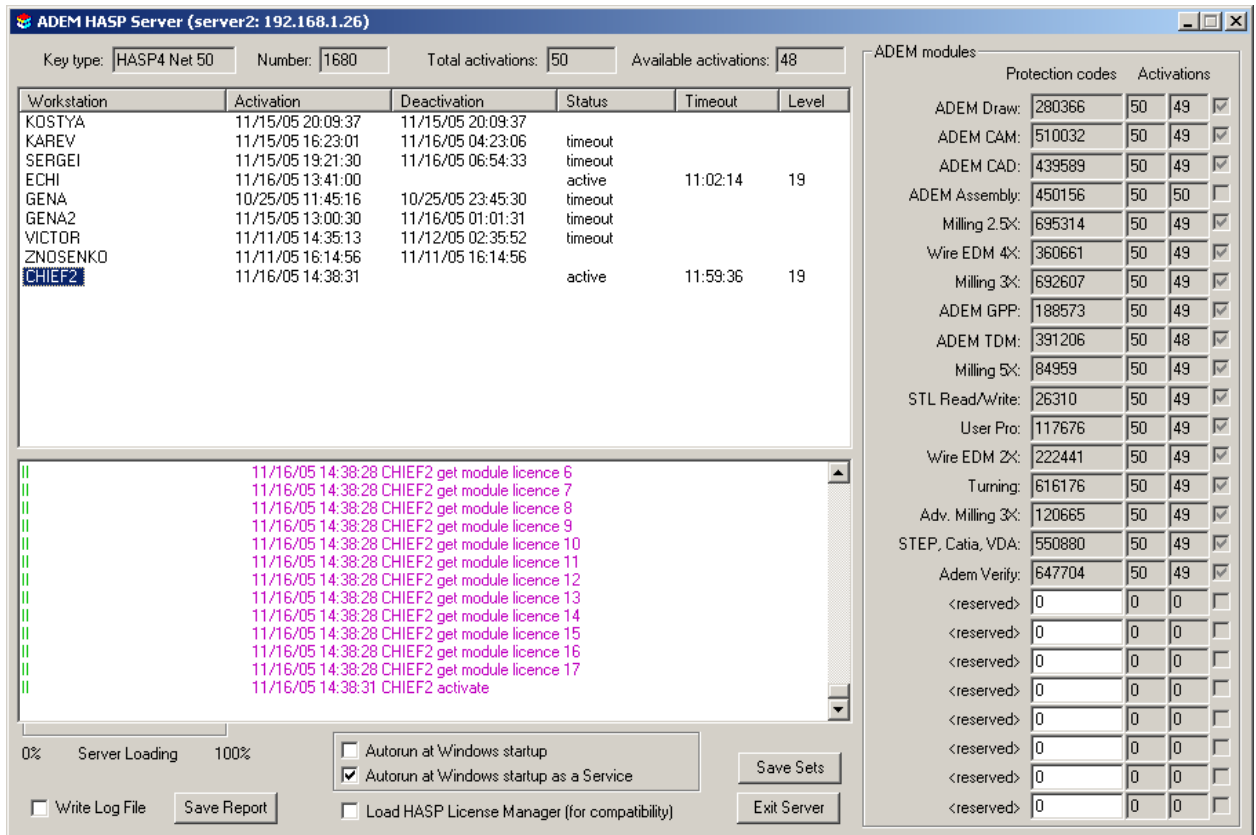 ADEM HASP Server (server2: 192.168.1.26)
Key type: HASP4 Net 50 Number: 1680 Total activations: 50 Available activations: 48
Workstation Activation Deactivation Status Timeout Level
KOSTYA 11/15/05 20:09:37 11/15/05 20:09:37
KAREV 11/15/05 16:23:01 11/16/05 04:23:06 timeout
SERGEI 11/15/05 19:21:30 11/16/05 06:54:33 timeout
ECHI 11/16/05 13:41:00 active 11:02:14 19
GENA 10/25/05 11:45:16 10/25/05 23:45:30 timeout
GENA2 11/15/05 13:00:30 11/16/05 01:01:31 timeout
VICTOR 11/11/05 14:35:13 11/12/05 02:35:52 timeout
ZNOSENKO 11/11/05 16:14:56 11/11/05 16:14:56
CHIEF2 11/16/05 14:38:31 active 11:59:36 19
|| 11/16/05 14:38:28 CHIEF2 get module licence 6
|| 11/16/05 14:38:28 CHIEF2 get module licence 7
|| 11/16/05 14:38:28 CHIEF2 get module licence 8
|| 11/16/05 14:38:28 CHIEF2 get module licence 9
|| 11/16/05 14:38:28 CHIEF2 get module licence 10
|| 11/16/05 14:38:28 CHIEF2 get module licence 11
|| 11/16/05 14:38:28 CHIEF2 get module licence 12
|| 11/16/05 14:38:28 CHIEF2 get module licence 13
|| 11/16/05 14:38:28 CHIEF2 get module licence 14
|| 11/16/05 14:38:28 CHIEF2 get module licence 15
|| 11/16/05 14:38:28 CHIEF2 get module licence 16
|| 11/16/05 14:38:28 CHIEF2 get module licence 17
|| 11/16/05 14:38:31 CHIEF2 activate
0% Server Loading 100%
Autorun at Windows startup
Autorun at Windows startup as a Service
Save Sets
Write Log File
Save Report
Load HASP License Manager (for compatibility)
Exit Server
ADEM modules
Protection codes Activations
ADEM Draw: 280366 50 49
ADEM CAM: 510032 50 49
ADEM CAD: 439589 50 49
ADEM Assembly: 450156 50 50
Milling 2.5X: 695314 50 49
Wire EDM 4X: 360661 50 49
Milling 3X: 692607 50 49
ADEM GPP: 188573 50 49
ADEM TDM: 391206 50 48
Milling 5X: 84959 50 49
STL Read/Write: 26310 50 49
User Pro: 117676 50 49
Wire EDM 2X: 222441 50 49
Turning: 616176 50 49
Adv. Milling 3X: 120665 50 49
STEP, Catia, VDA: 550880 50 49
Adem Verify: 647704 50 49
<reserved> 0 0 0
<reserved> 0 0 0
<reserved> 0 0 0
<reserved> 0 0 0
<reserved> 0 0 0
<reserved> 0 0 0
<reserved> 0 0 0
<reserved> 0 0 0